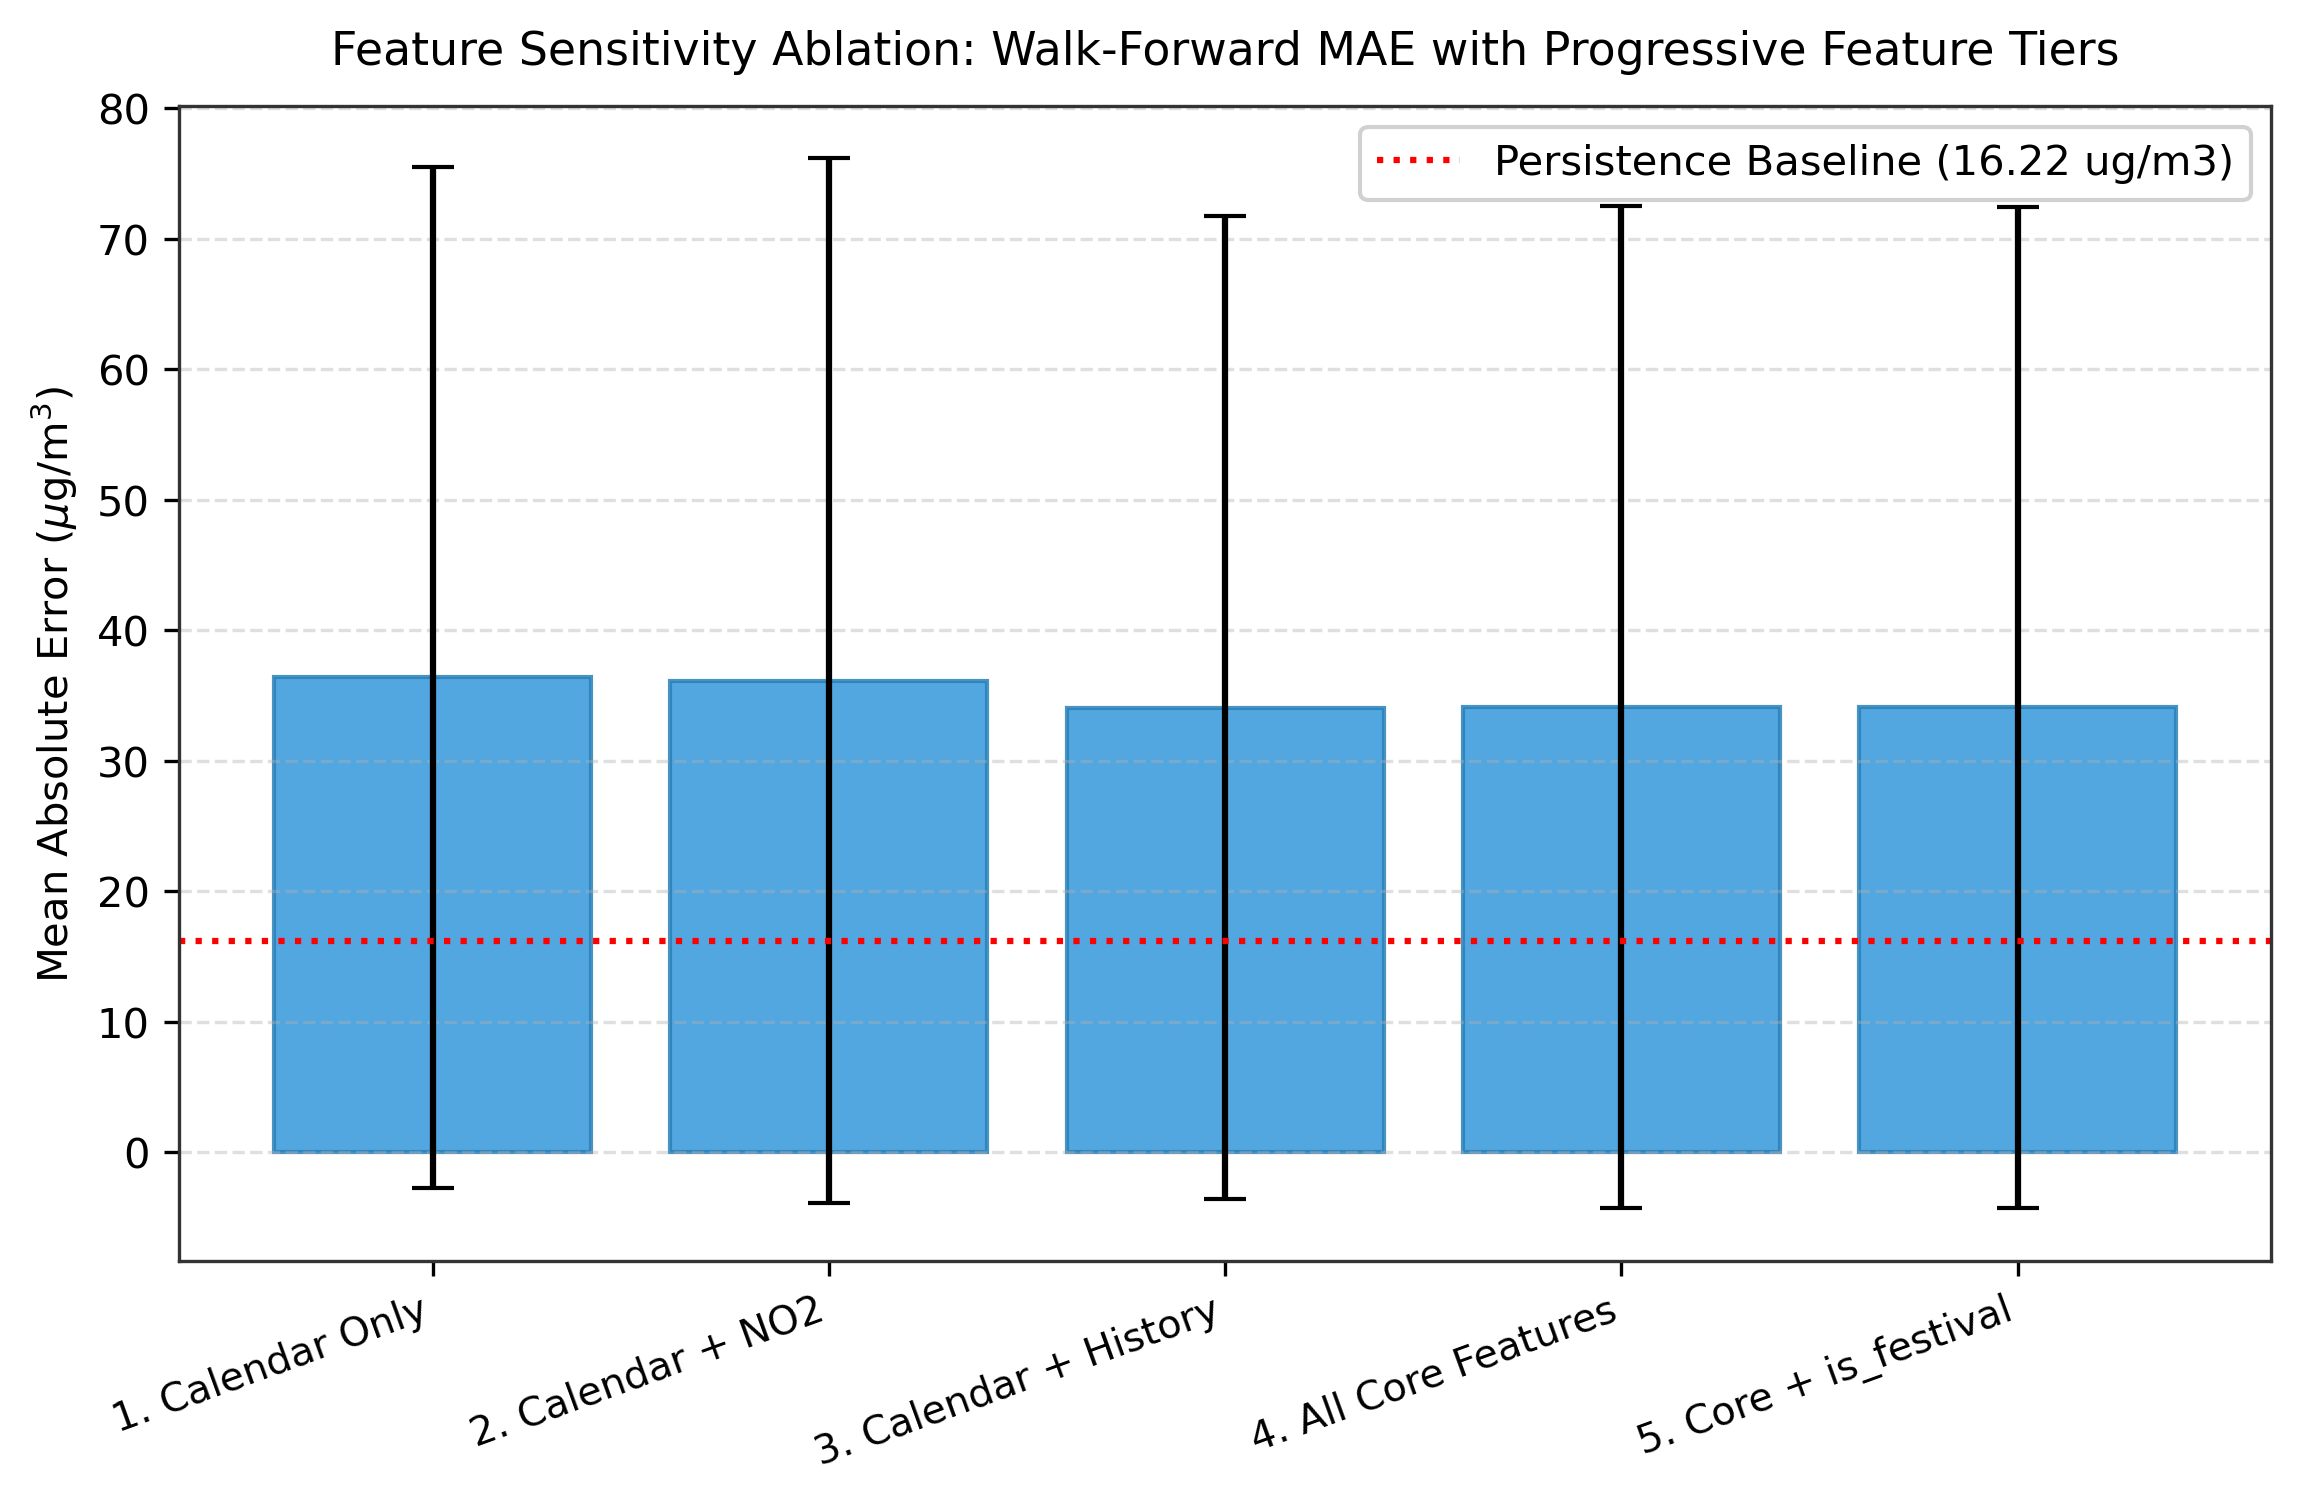 Feature Sensitivity Ablation: Walk-Forward MAE with Progressive Feature Tiers
Persistence Baseline (16.22 ug/m3)
Mean Absolute Error (μg/m³)
80
70
60
50
40
30
20
10
0
1. Calendar Only
2. Calendar + NO2
3. Calendar + History
4. All Core Features
5. Core + is_festival